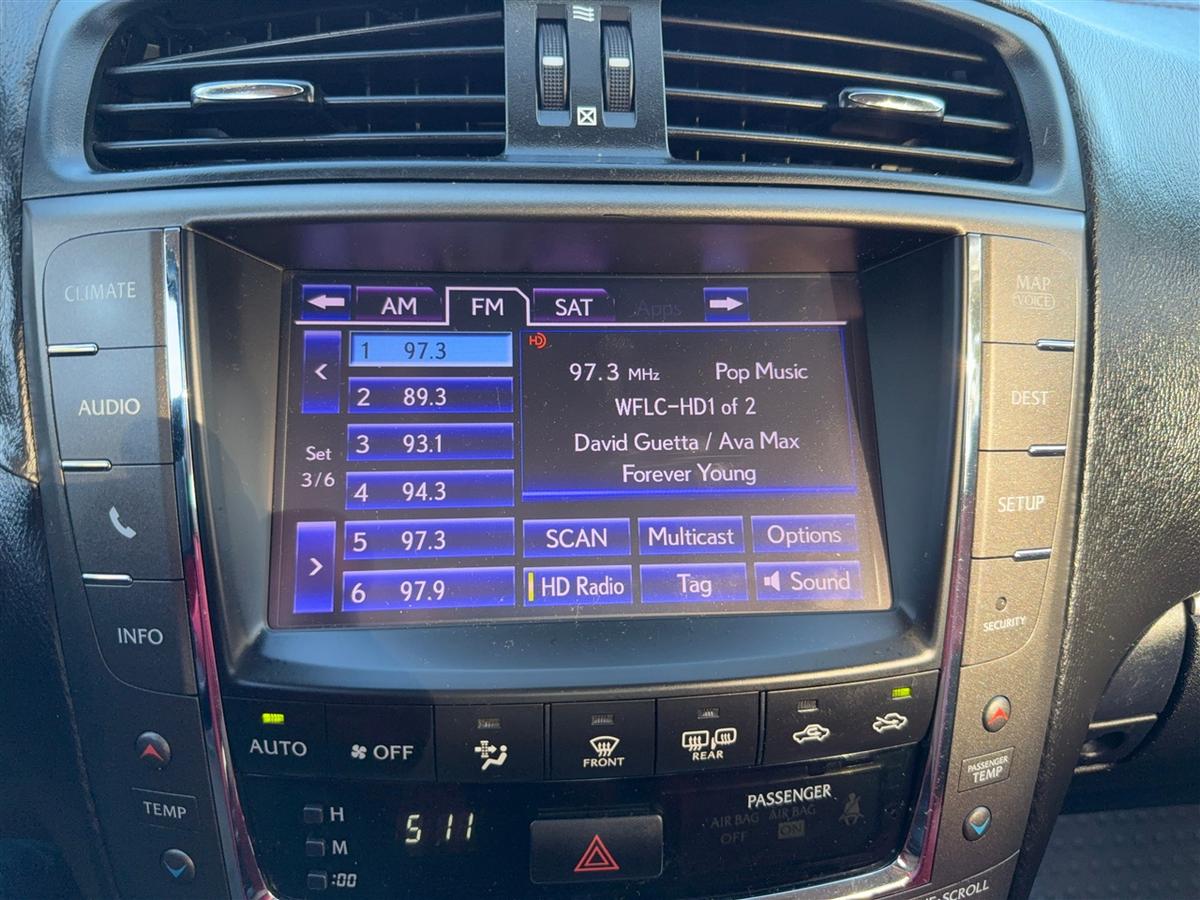 CLIMATE
AUDIO
INFO
TEMP
AM
FM
SAT
Apps
1 97.3
2 89.3
3 93.1
4 94.3
5 97.3
6 97.9
Set
3/6
HD
97.3 MHz Pop Music
WFLC-HD1 of 2
David Guetta / Ava Max
Forever Young
SCAN Multicast Options
HD Radio Tag Sound
MAP
VOICE
DEST
SETUP
SECURITY
PASSENGER
TEMP
AUTO
OFF
FRONT
REAR
H
M
:00
5 11
PASSENGER
AIR BAG AIR BAG
OFF ON
SCROLL